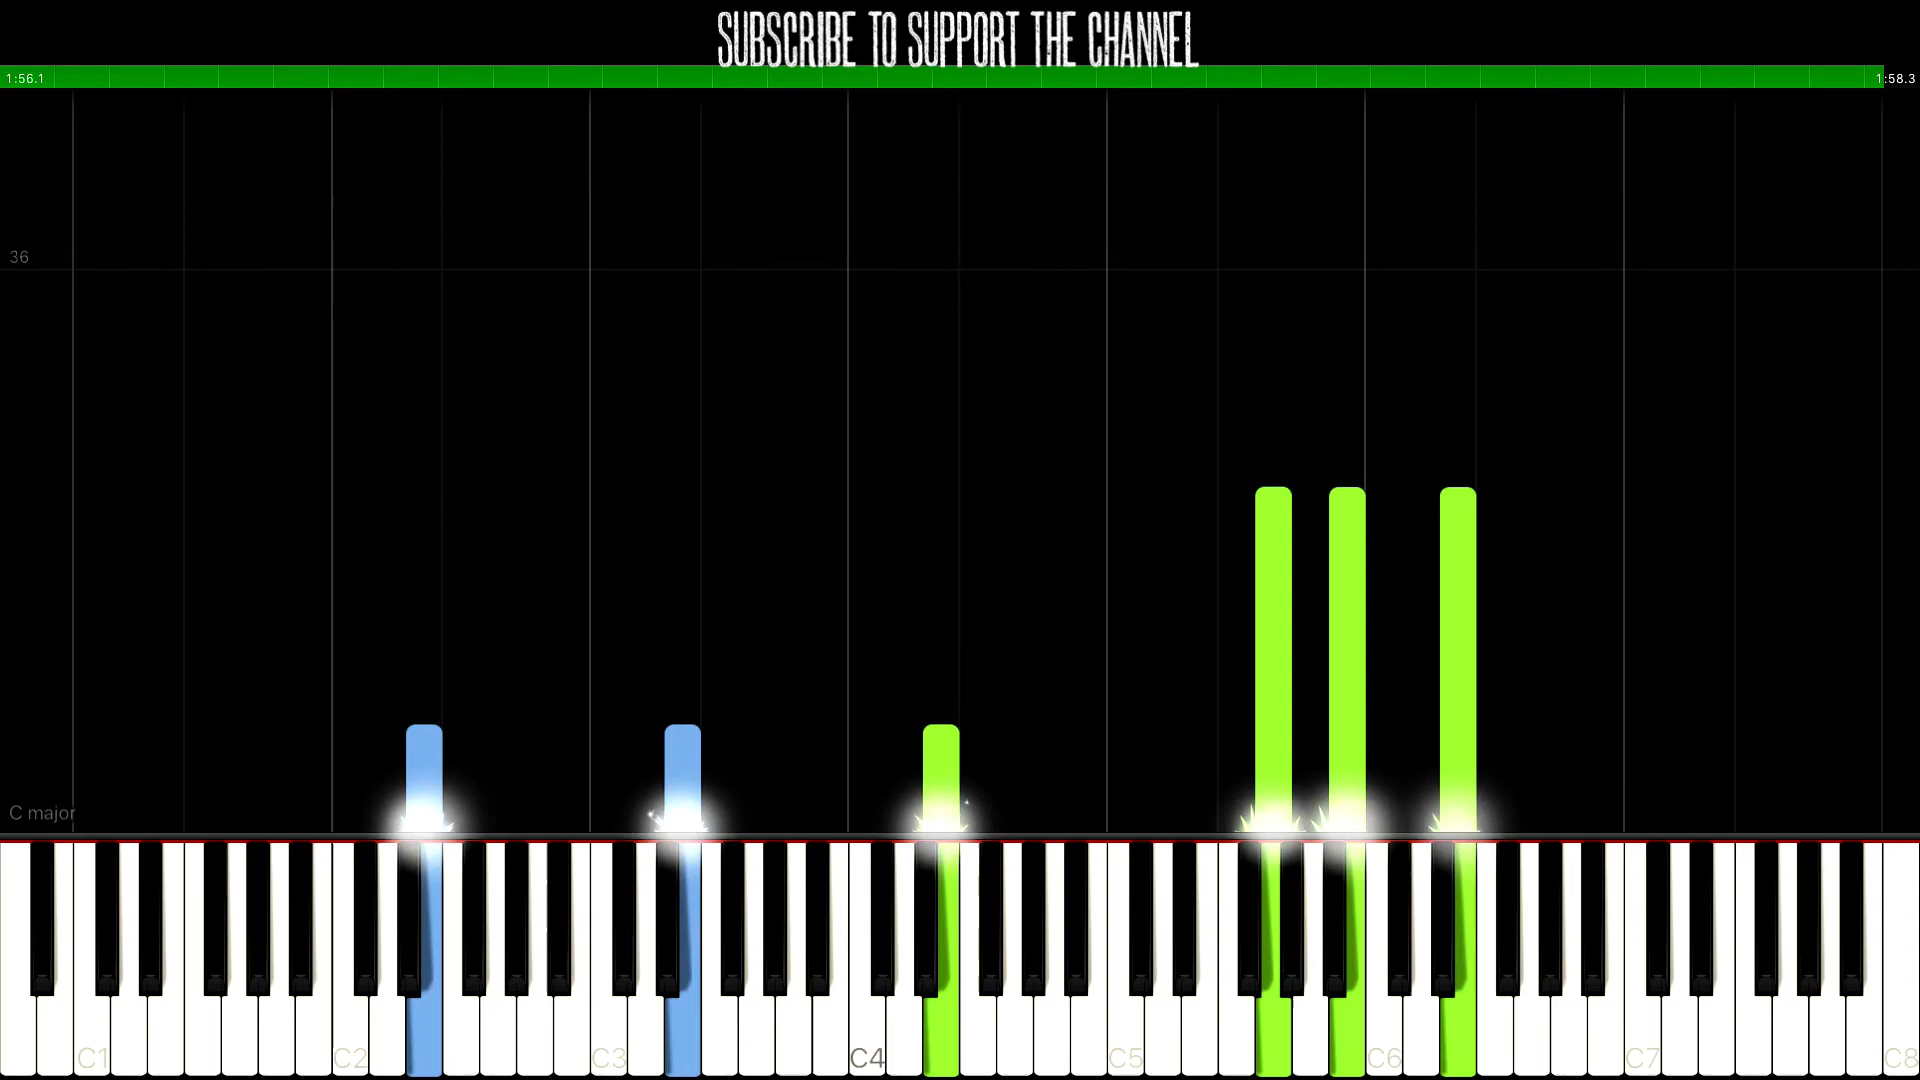 SUBSCRIBE TO SUPPORT THE CHANNEL
1:56.1 1:58.3
36
C major
C1 C2 C3 C4 C5 C6 C7 C8